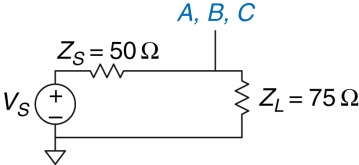 A, B, C
Z_S = 50 Ω
V_S
+
−
Z_L = 75 Ω